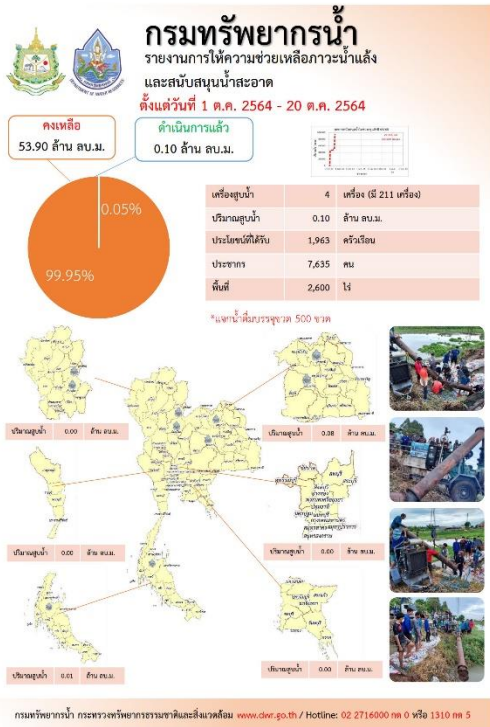 กรมทรัพยากรน้ำ
รายงานการให้ความช่วยเหลือภาวะน้ำแล้ง
และสนับสนุนน้ำสะอาด
ตั้งแต่วันที่ 1 ต.ค. 2564 - 20 ต.ค. 2564
คงเหลือ
53.90 ล้าน ลบ.ม.
ดำเนินการแล้ว
0.10 ล้าน ลบ.ม.
0.05%
99.95%
เครื่องสูบน้ำ 4 เครื่อง (มี 211 เครื่อง)
ปริมาณสูบน้ำ 0.10 ล้าน ลบ.ม.
ประโยชน์ที่ได้รับ 1,963 ครัวเรือน
ประชากร 7,635 คน
พื้นที่ 2,600 ไร่
*แจกน้ำดื่มบรรจุขวด 500 ขวด
ปริมาณสูบน้ำ 0.00 ล้าน ลบ.ม.
ปริมาณสูบน้ำ 0.08 ล้าน ลบ.ม.
ปริมาณสูบน้ำ 0.00 ล้าน ลบ.ม.
ปริมาณสูบน้ำ 0.00 ล้าน ลบ.ม.
ปริมาณสูบน้ำ 0.01 ล้าน ลบ.ม.
ปริมาณสูบน้ำ 0.00 ล้าน ลบ.ม.
กรมทรัพยากรน้ำ กระทรวงทรัพยากรธรรมชาติและสิ่งแวดล้อม www.dwr.go.th / Hotline: 02 2716000 กด 0 หรือ 1310 กด 5